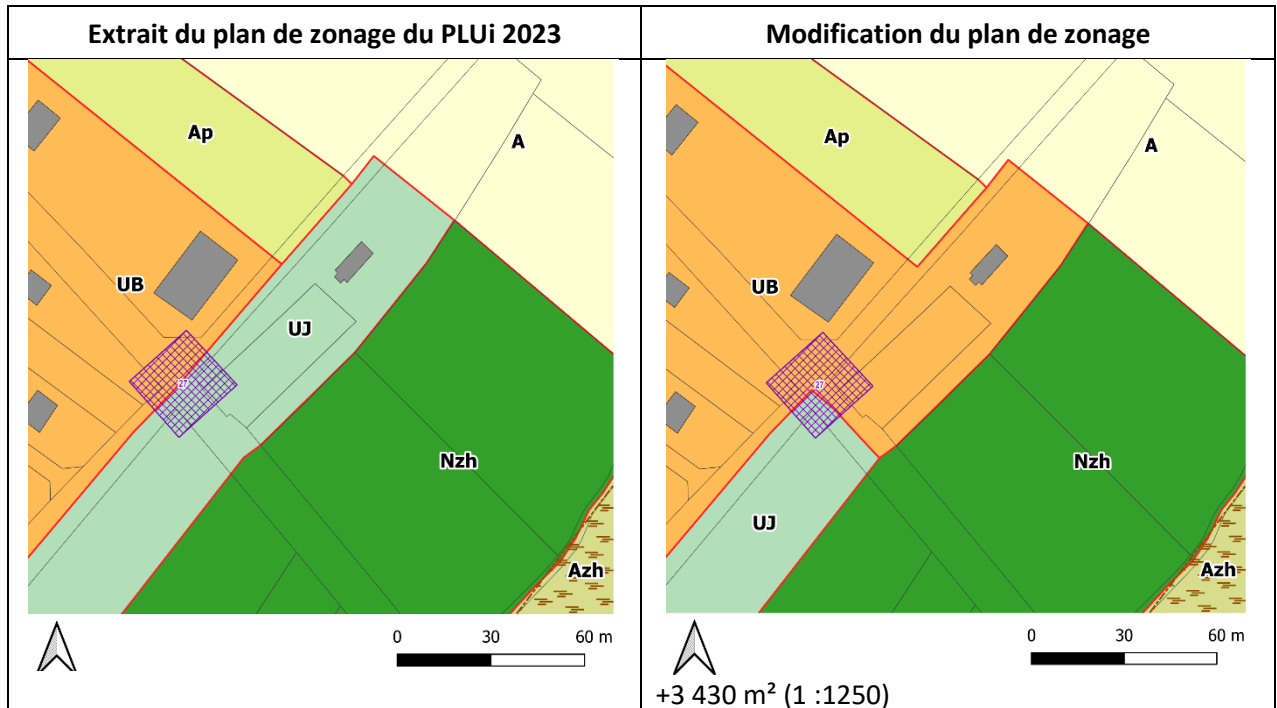 Extrait du plan de zonage du PLUi 2023
Ap
A
UB
UJ
27
Nzh
Azh
0 30 60 m
Modification du plan de zonage
Ap
A
UB
27
Nzh
UJ
Azh
0 30 60 m
+3 430 m² (1 :1250)